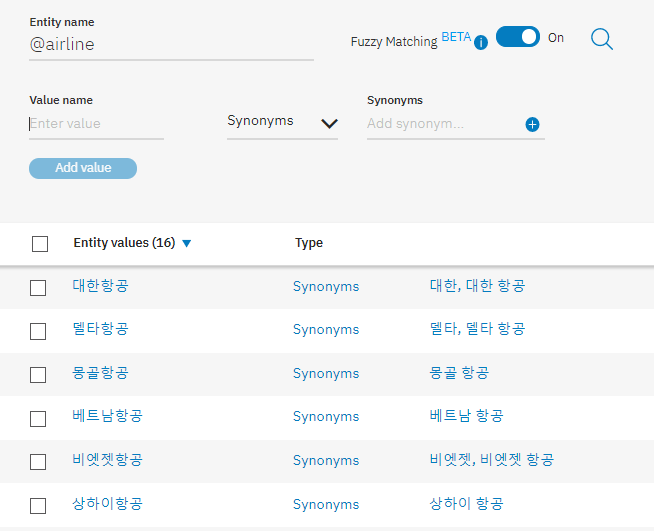 Entity name
@airline
Fuzzy Matching BETA i On
Value name
Enter value
Synonyms
Synonyms
Add synonym...
Add value
Entity values (16) Type
대한항공 Synonyms 대한, 대한 항공
델타항공 Synonyms 델타, 델타 항공
몽골항공 Synonyms 몽골 항공
베트남항공 Synonyms 베트남 항공
비엣젯항공 Synonyms 비엣젯, 비엣젯 항공
상하이항공 Synonyms 상하이 항공